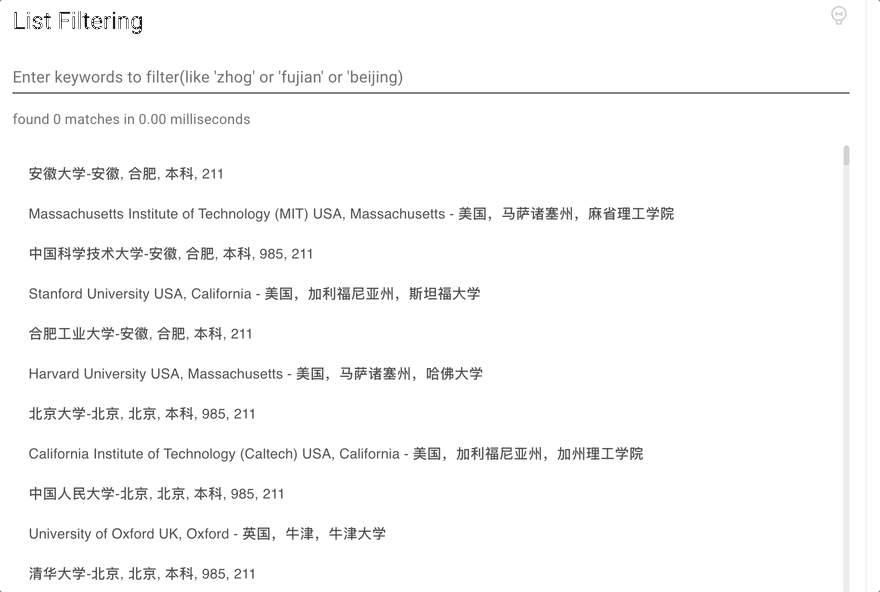 List Filtering
Enter keywords to filter(like 'zhog' or 'fujian' or 'beijing)
found 0 matches in 0.00 milliseconds
安徽大学-安徽, 合肥, 本科, 211
Massachusetts Institute of Technology (MIT) USA, Massachusetts - 美国，马萨诸塞州，麻省理工学院
中国科学技术大学-安徽, 合肥, 本科, 985, 211
Stanford University USA, California - 美国，加利福尼亚州，斯坦福大学
合肥工业大学-安徽, 合肥, 本科, 211
Harvard University USA, Massachusetts - 美国，马萨诸塞州，哈佛大学
北京大学-北京, 北京, 本科, 985, 211
California Institute of Technology (Caltech) USA, California - 美国，加利福尼亚州，加州理工学院
中国人民大学-北京, 北京, 本科, 985, 211
University of Oxford UK, Oxford - 英国，牛津，牛津大学
清华大学-北京, 北京, 本科, 985, 211